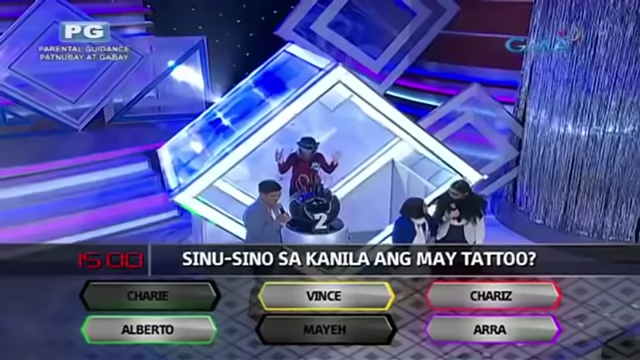 PG
PARENTAL GUIDANCE
PATNUBAY AT GABAY
GMA
2
15:00
SINU-SINO SA KANILA ANG MAY TATTOO?
CHARIE
VINCE
CHARIZ
ALBERTO
MAYEH
ARRA